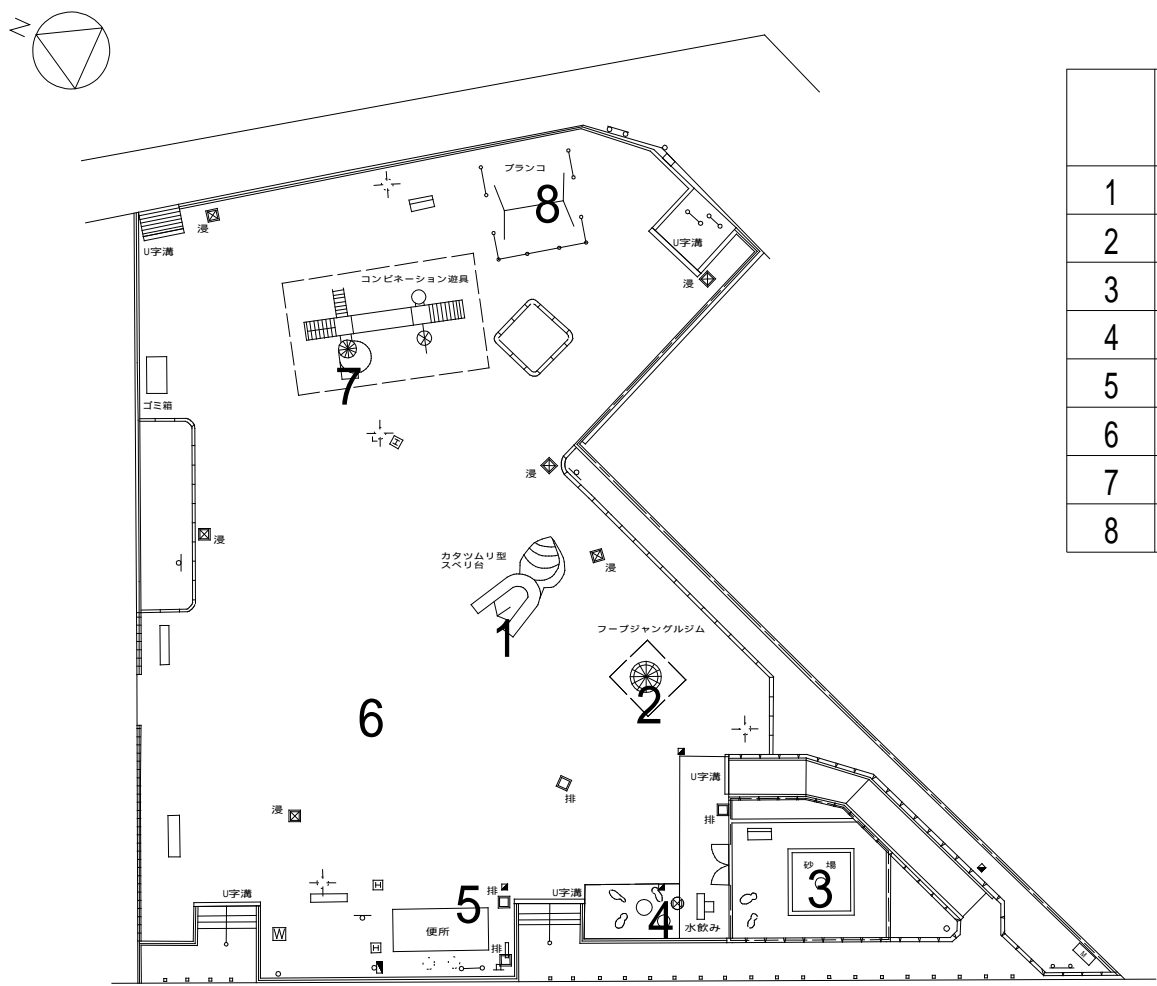 N
ブランコ
8
浸
U字溝
U字溝
浸
コンビネーション遊具
7
ゴミ箱
H
浸
浸
カタツムリ型
スベリ台
浸
1
フープジャングルジム
2
6
U字溝
浸
排
排
砂 場
3
U字溝
H
5
排
U字溝
4
水飲み
便所
W
H
排
M
1
2
3
4
5
6
7
8